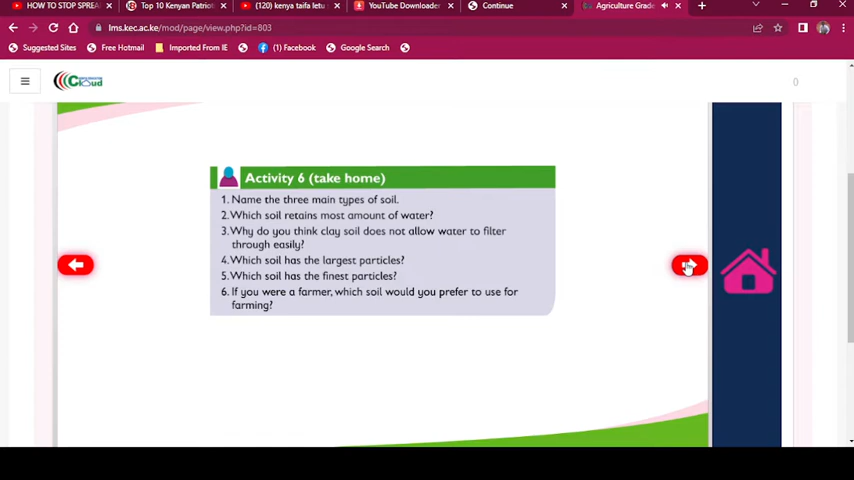 HOW TO STOP SPREA
Top 10 Kenyan Patriot
(120) kenya taifa letu
YouTube Downloader
Continue
Agriculture Grade
lms.kec.ac.ke/mod/page/view.php?id=803
Suggested Sites
Free Hotmail
Imported From IE
(1) Facebook
Google Search
Cloud
0
Activity 6 (take home)
1. Name the three main types of soil.
2. Which soil retains most amount of water?
3. Why do you think clay soil does not allow water to filter
through easily?
4. Which soil has the largest particles?
5. Which soil has the finest particles?
6. If you were a farmer, which soil would you prefer to use for
farming?